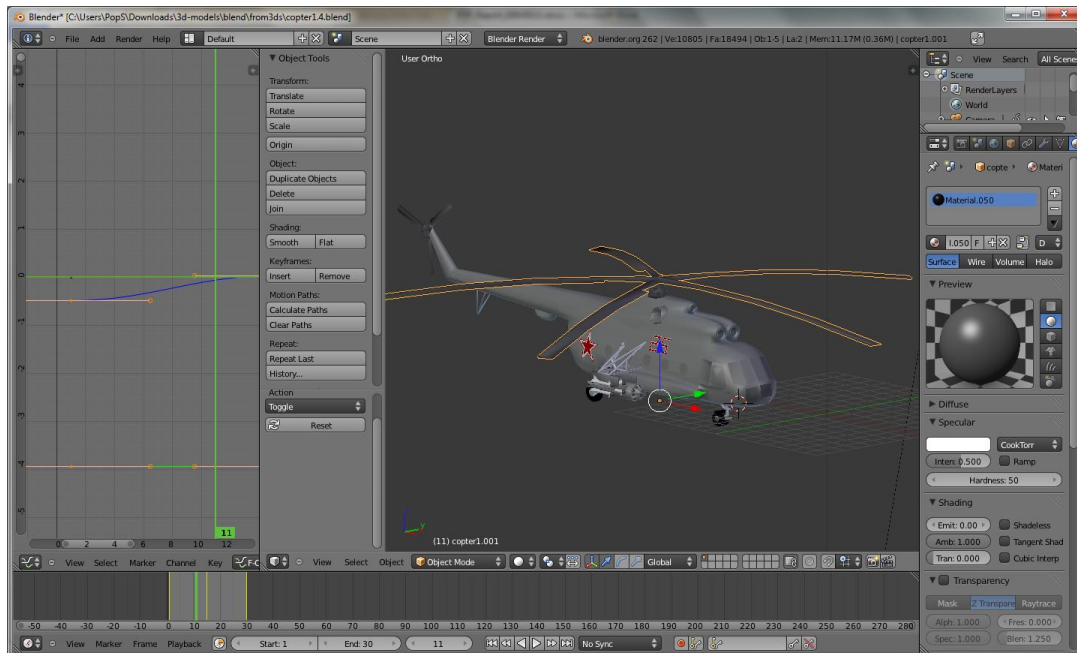 Blender* [C:\Users\PopS\Downloads\3d-models\blend\from3ds\copter1.4.blend]
File Add Render Help Default Scene Blender Render blender.org 262 | Ve:10805 | Fa:18494 | Ob:1-5 | La:2 | Mem:11.17M (0.36M) | copter1.001
Object Tools
Transform:
Translate
Rotate
Scale
Origin
Object:
Duplicate Objects
Delete
Join
Shading:
Smooth Flat
Keyframes:
Insert Remove
Motion Paths:
Calculate Paths
Clear Paths
Repeat:
Repeat Last
History...
Action
Toggle
Reset
User Ortho
y
(11) copter1.001
11
0 2 4 6 8 10 12
View Select Marker Channel Key F-C
View Select Object Object Mode Global
View Search All Scenes
Scene
RenderLayers
World
Camera
copte Materi
Material.050
I.050 F D
Surface Wire Volume Halo
Preview
Diffuse
Specular
CookTorr
Inten: 0.500 Ramp
Hardness: 50
Shading
Emit: 0.00 Shadeless
Amb: 1.000 Tangent Shad
Tran: 0.000 Cubic Interp
Transparency
Mask Z Transpare Raytrace
Alph: 1.000 Fres: 0.000
Spec: 1.000 Blen: 1.250
-50 -40 -30 -20 -10 0 10 20 30 40 50 60 70 80 90 100 110 120 130 140 150 160 170 180 190 200 210 220 230 240 250 260 270 280
View Marker Frame Playback Start: 1 End: 30 11 No Sync